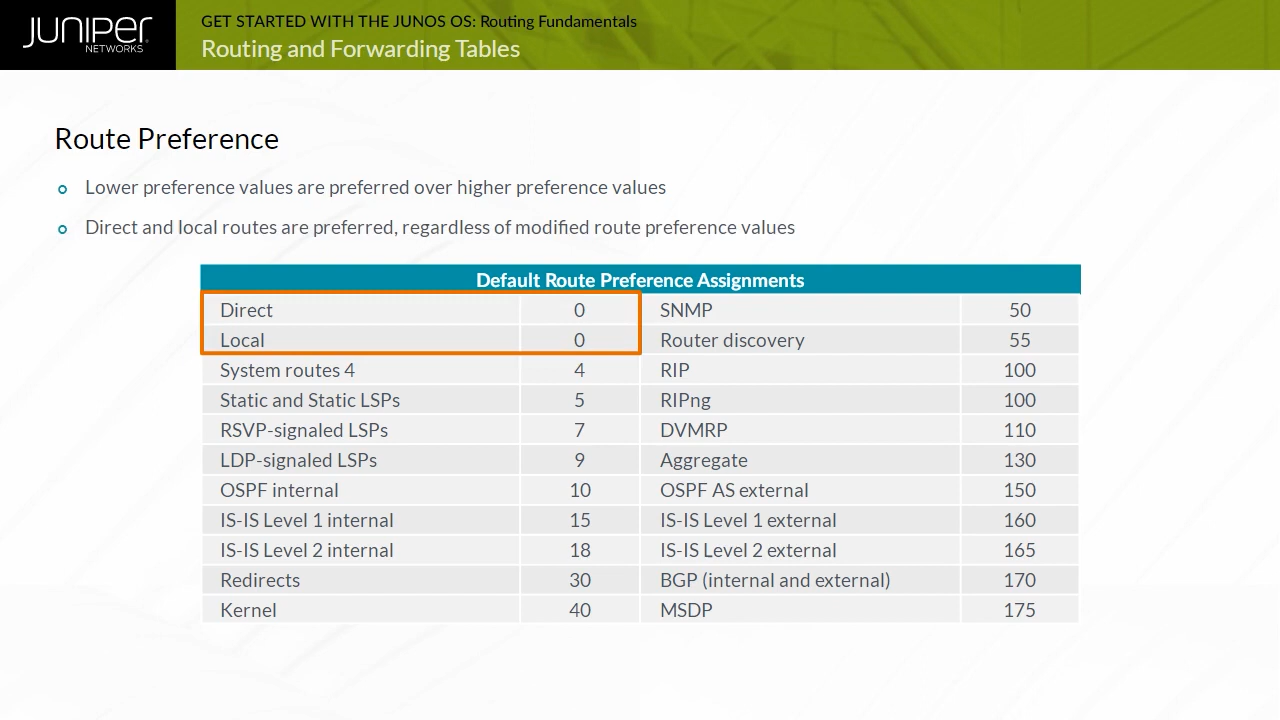 JUNIPER
NETWORKS
GET STARTED WITH THE JUNOS OS: Routing Fundamentals
Routing and Forwarding Tables
Route Preference
Lower preference values are preferred over higher preference values
Direct and local routes are preferred, regardless of modified route preference values
Default Route Preference Assignments
Direct 0 SNMP 50
Local 0 Router discovery 55
System routes 4 4 RIP 100
Static and Static LSPs 5 RIPng 100
RSVP-signaled LSPs 7 DVMRP 110
LDP-signaled LSPs 9 Aggregate 130
OSPF internal 10 OSPF AS external 150
IS-IS Level 1 internal 15 IS-IS Level 1 external 160
IS-IS Level 2 internal 18 IS-IS Level 2 external 165
Redirects 30 BGP (internal and external) 170
Kernel 40 MSDP 175